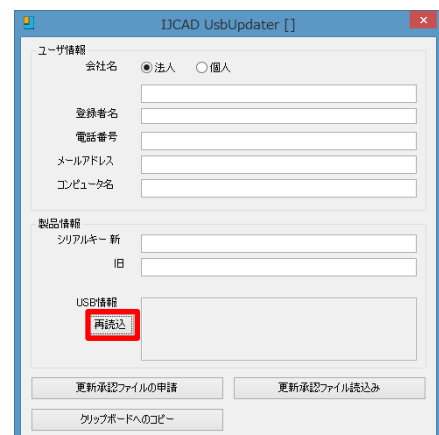 IJCAD UsbUpdater []
ユーザ情報
会社名 法人 個人
登録者名
電話番号
メールアドレス
コンピュータ名
製品情報
シリアルキー 新
旧
USB情報
再読込
更新承認ファイルの申請 更新承認ファイル読込み
クリップボードへのコピー